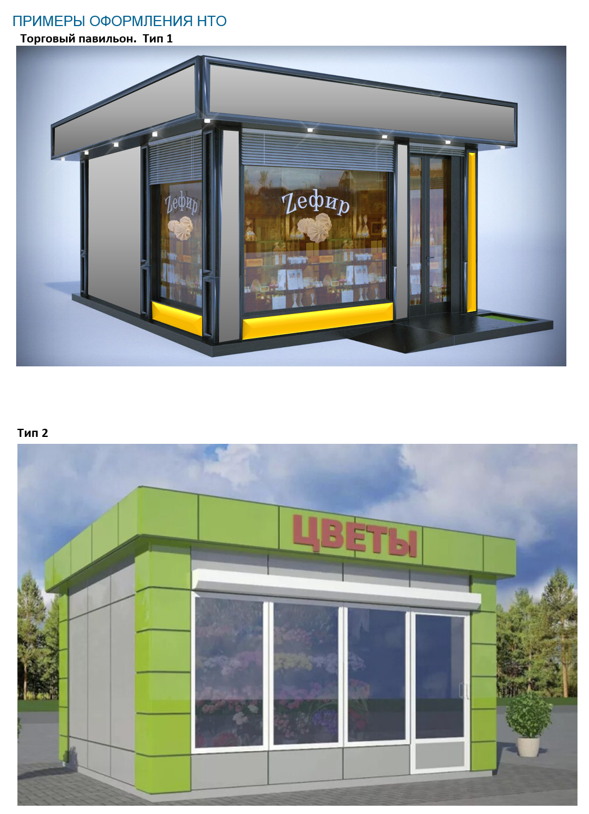 ПРИМЕРЫ ОФОРМЛЕНИЯ НТО
Торговый павильон. Тип 1
Zефир
Zефир
Тип 2
ЦВЕТЫ